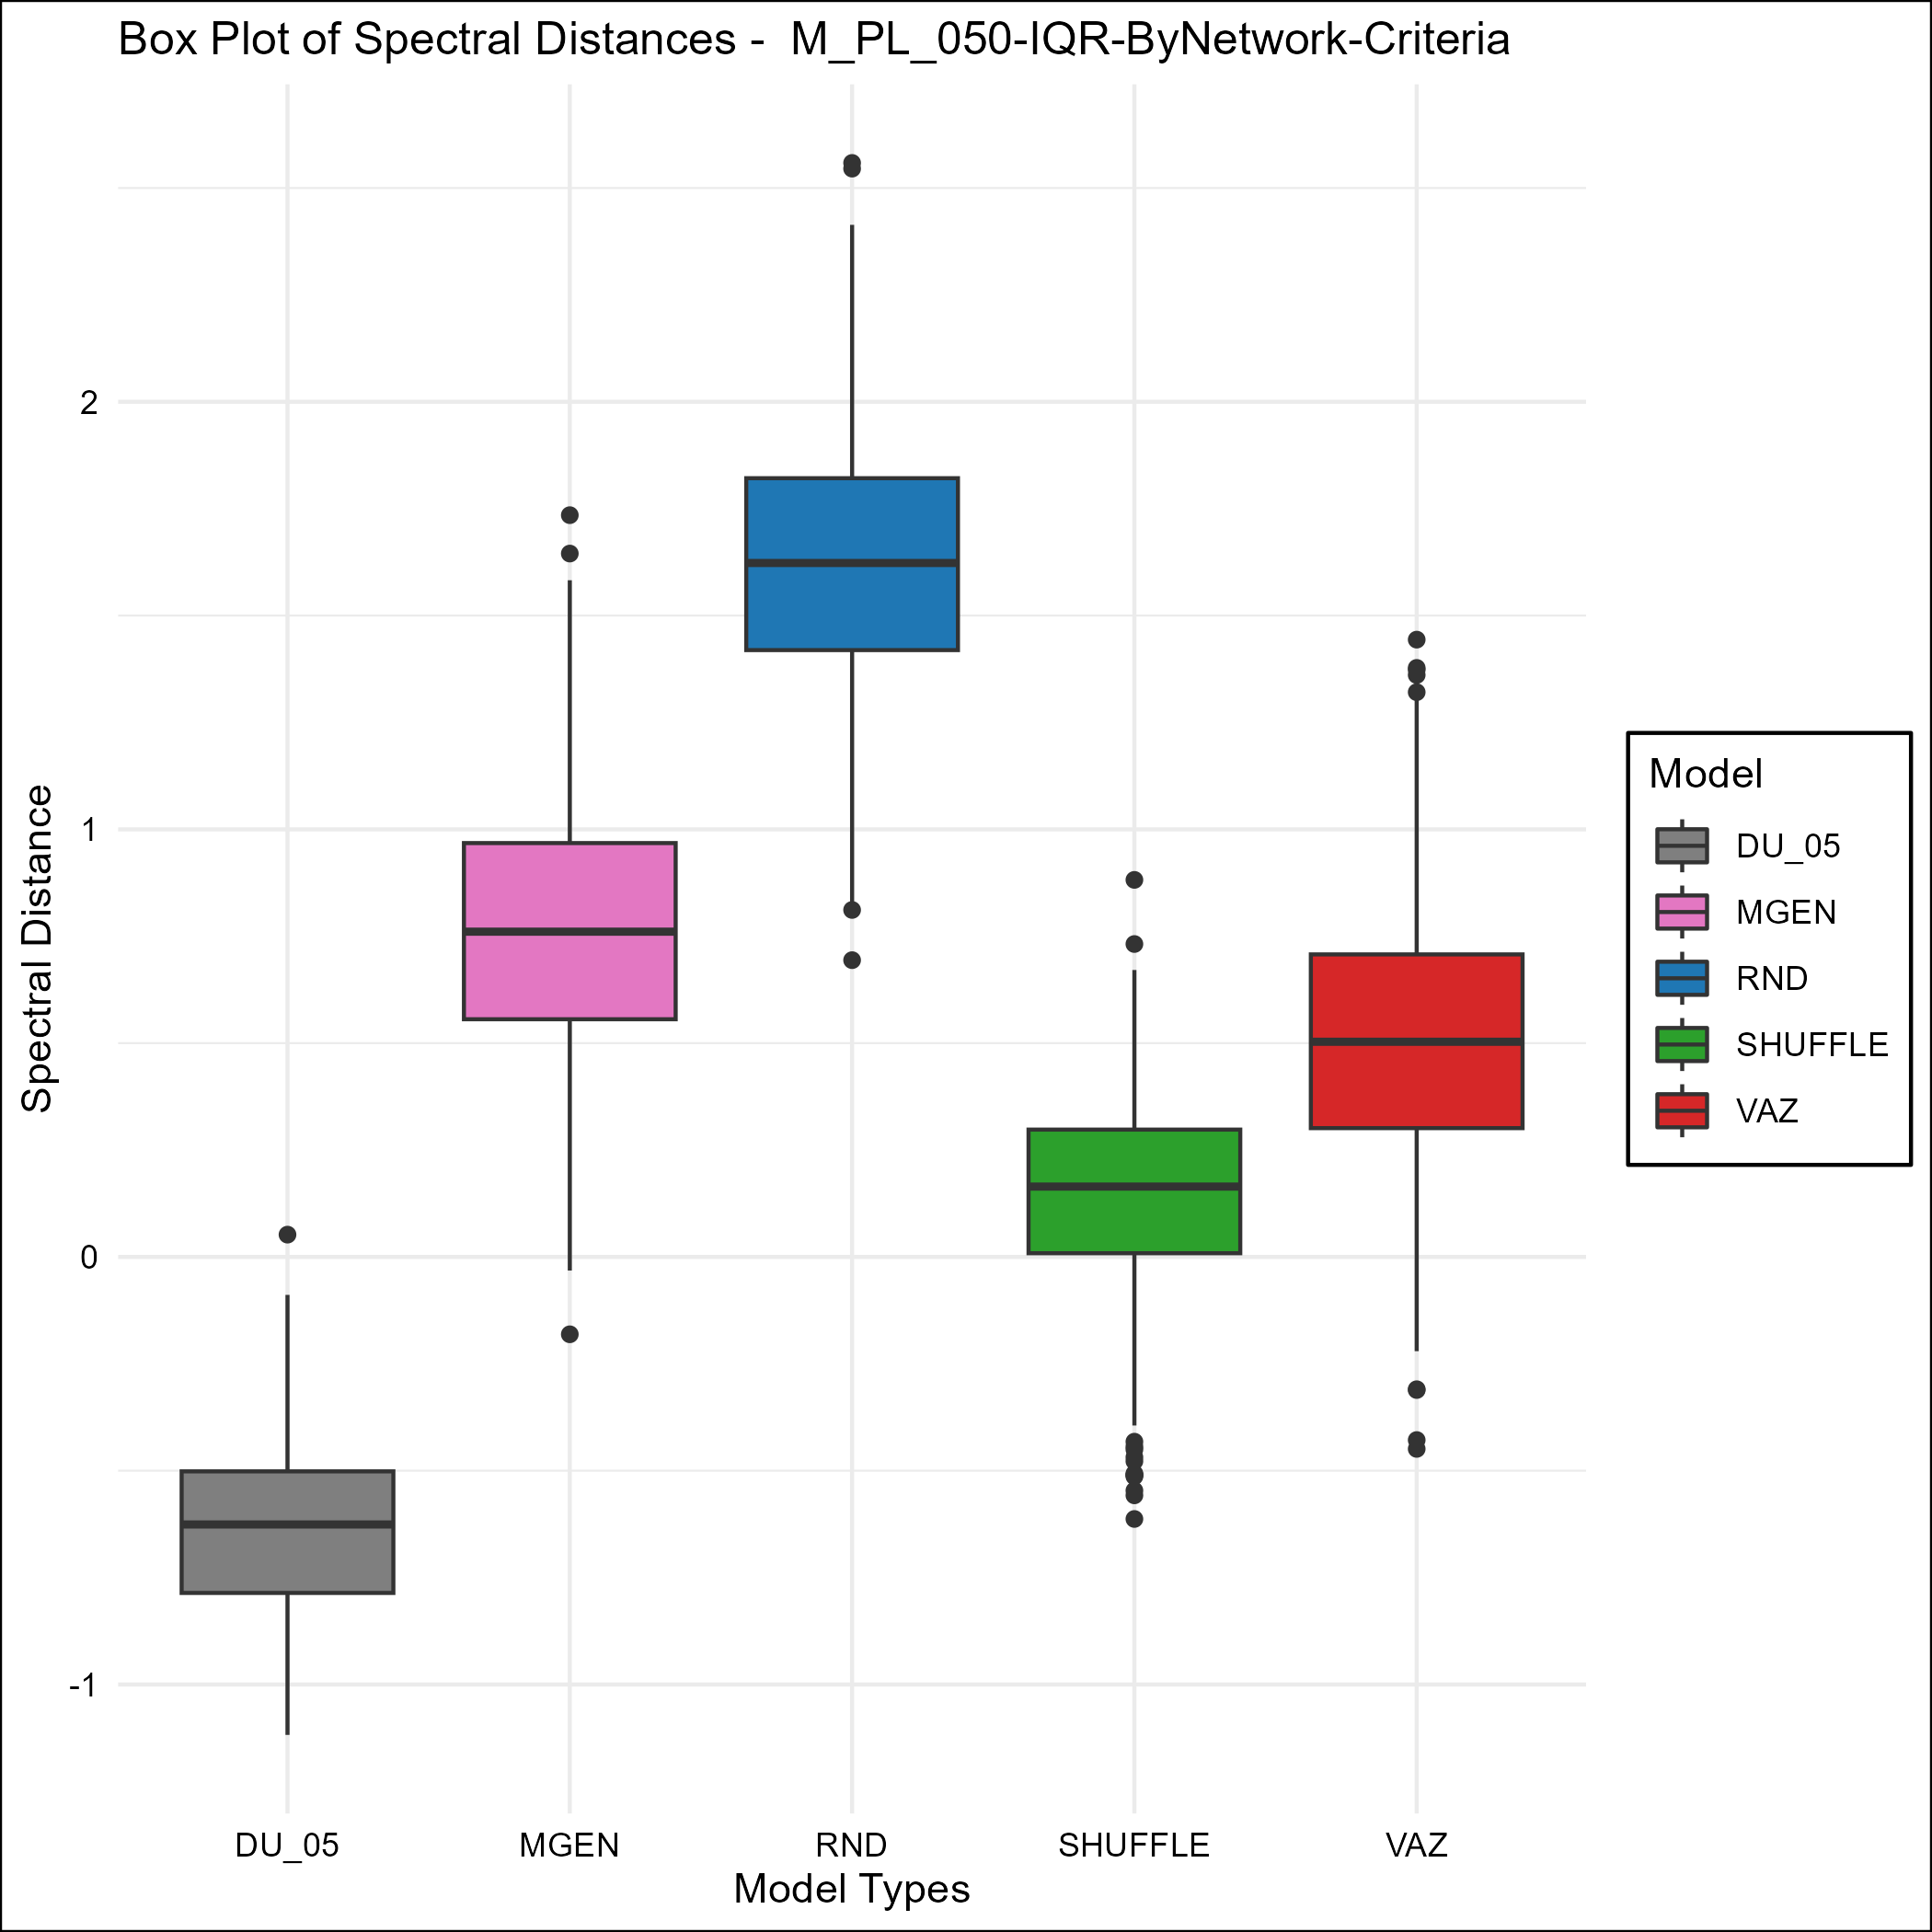 Box Plot of Spectral Distances -  M_PL_050-IQR-ByNetwork-Criteria
Spectral Distance
2
1
0
-1
DU_05
MGEN
RND
SHUFFLE
VAZ
Model Types
Model
DU_05
MGEN
RND
SHUFFLE
VAZ